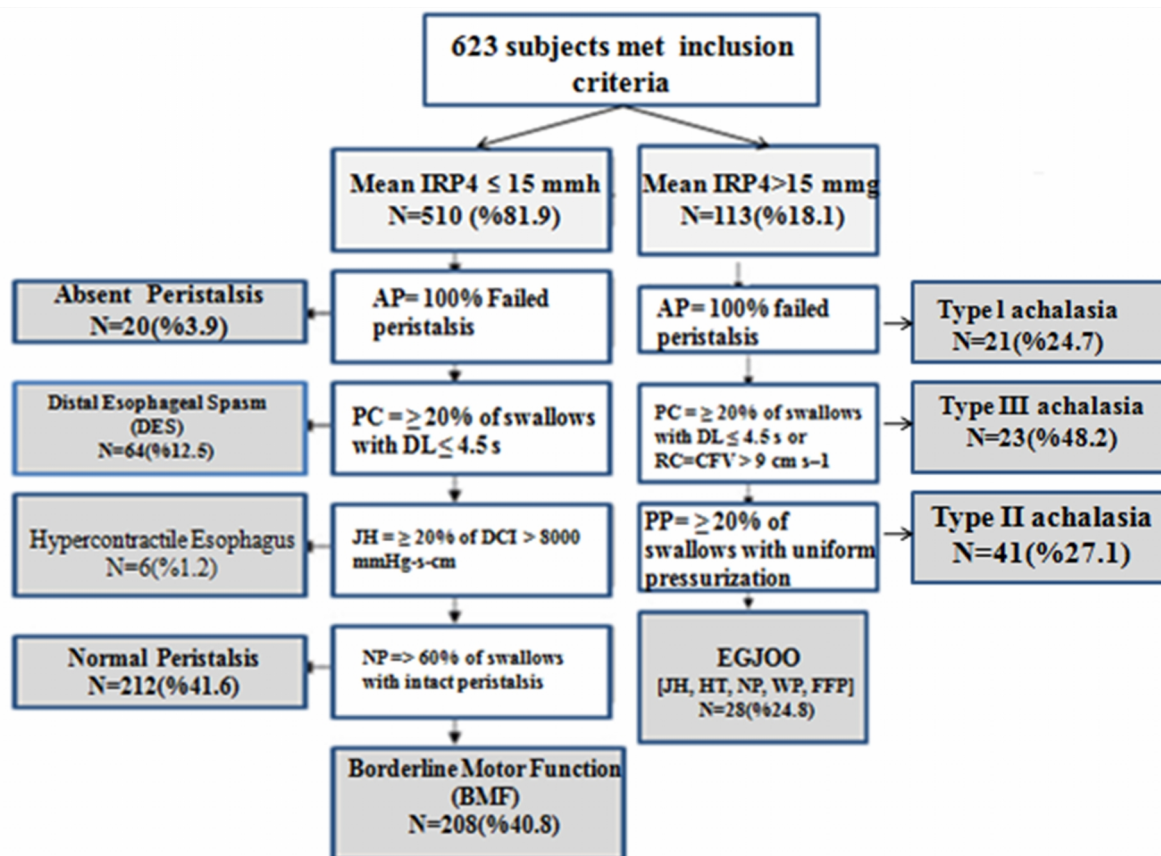 623 subjects met inclusion
criteria
Mean IRP4 ≤ 15 mmh
N=510 (%81.9)
Mean IRP4>15 mmg
N=113(%18.1)
Absent Peristalsis
N=20(%3.9)
AP= 100% Failed
peristalsis
AP= 100% failed
peristalsis
Type I achalasia
N=21(%24.7)
Distal Esophageal Spasm
(DES)
N=64(%12.5)
PC = ≥ 20% of swallows
with DL ≤ 4.5 s
PC = ≥ 20% of swallows
with DL ≤ 4.5 s or
RC=CFV > 9 cm s–1
Type III achalasia
N=23(%48.2)
Hypercontractile Esophagus
N=6(%1.2)
JH = ≥ 20% of DCI > 8000
mmHg-s-cm
PP= ≥ 20% of
swallows with uniform
pressurization
Type II achalasia
N=41(%27.1)
Normal Peristalsis
N=212(%41.6)
NP=> 60% of swallows
with intact peristalsis
EGJOO
[JH, HT, NP, WP, FFP]
N=28(%24.8)
Borderline Motor Function
(BMF)
N=208(%40.8)